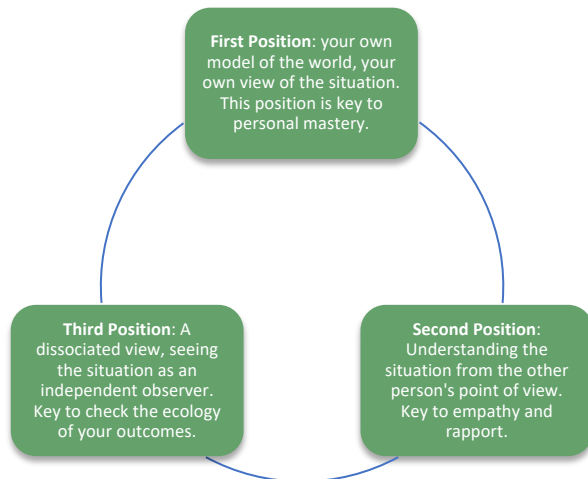 First Position: your own
model of the world, your
own view of the situation.
This position is key to
personal mastery.
Second Position:
Understanding the
situation from the other
person's point of view.
Key to empathy and
rapport.
Third Position: A
dissociated view, seeing
the situation as an
independent observer.
Key to check the ecology
of your outcomes.